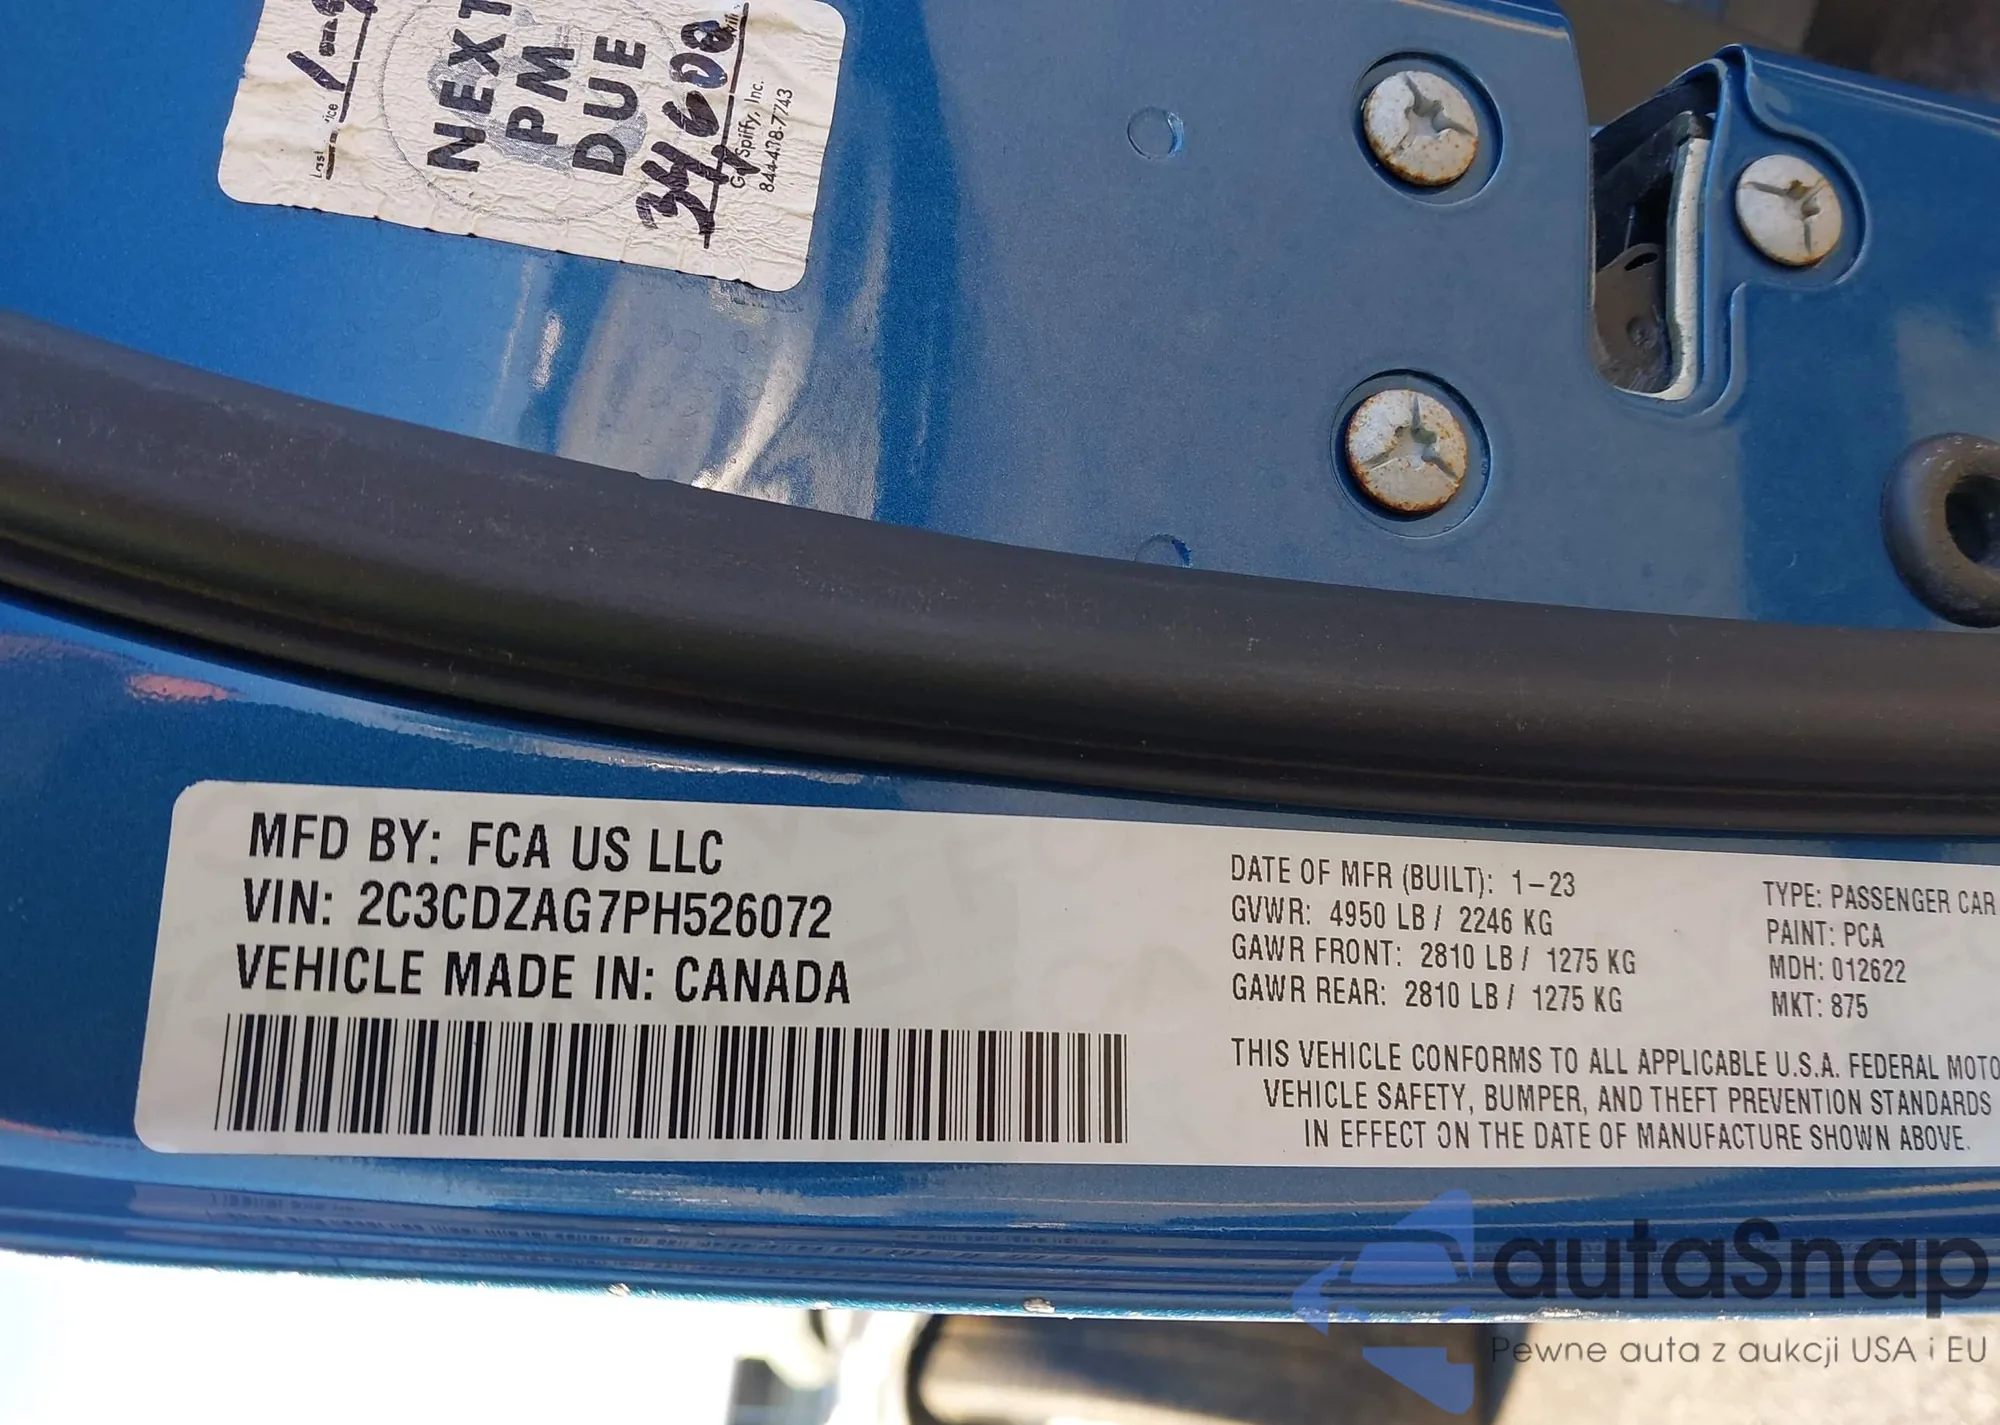 NEXT
PM
DUE
34600
Spiffy, Inc.
844-438-7743
MFD BY: FCA US LLC
VIN: 2C3CDZAG7PH526072
VEHICLE MADE IN: CANADA
DATE OF MFR (BUILT): 1-23
GVWR: 4950 LB / 2246 KG
GAWR FRONT: 2810 LB / 1275 KG
GAWR REAR: 2810 LB / 1275 KG
TYPE: PASSENGER CAR
PAINT: PCA
MDH: 012622
MKT: 875
THIS VEHICLE CONFORMS TO ALL APPLICABLE U.S.A. FEDERAL MOTO
VEHICLE SAFETY, BUMPER, AND THEFT PREVENTION STANDARDS
IN EFFECT ON THE DATE OF MANUFACTURE SHOWN ABOVE.
autaSnap
Pewne auta z aukcji USA i EU